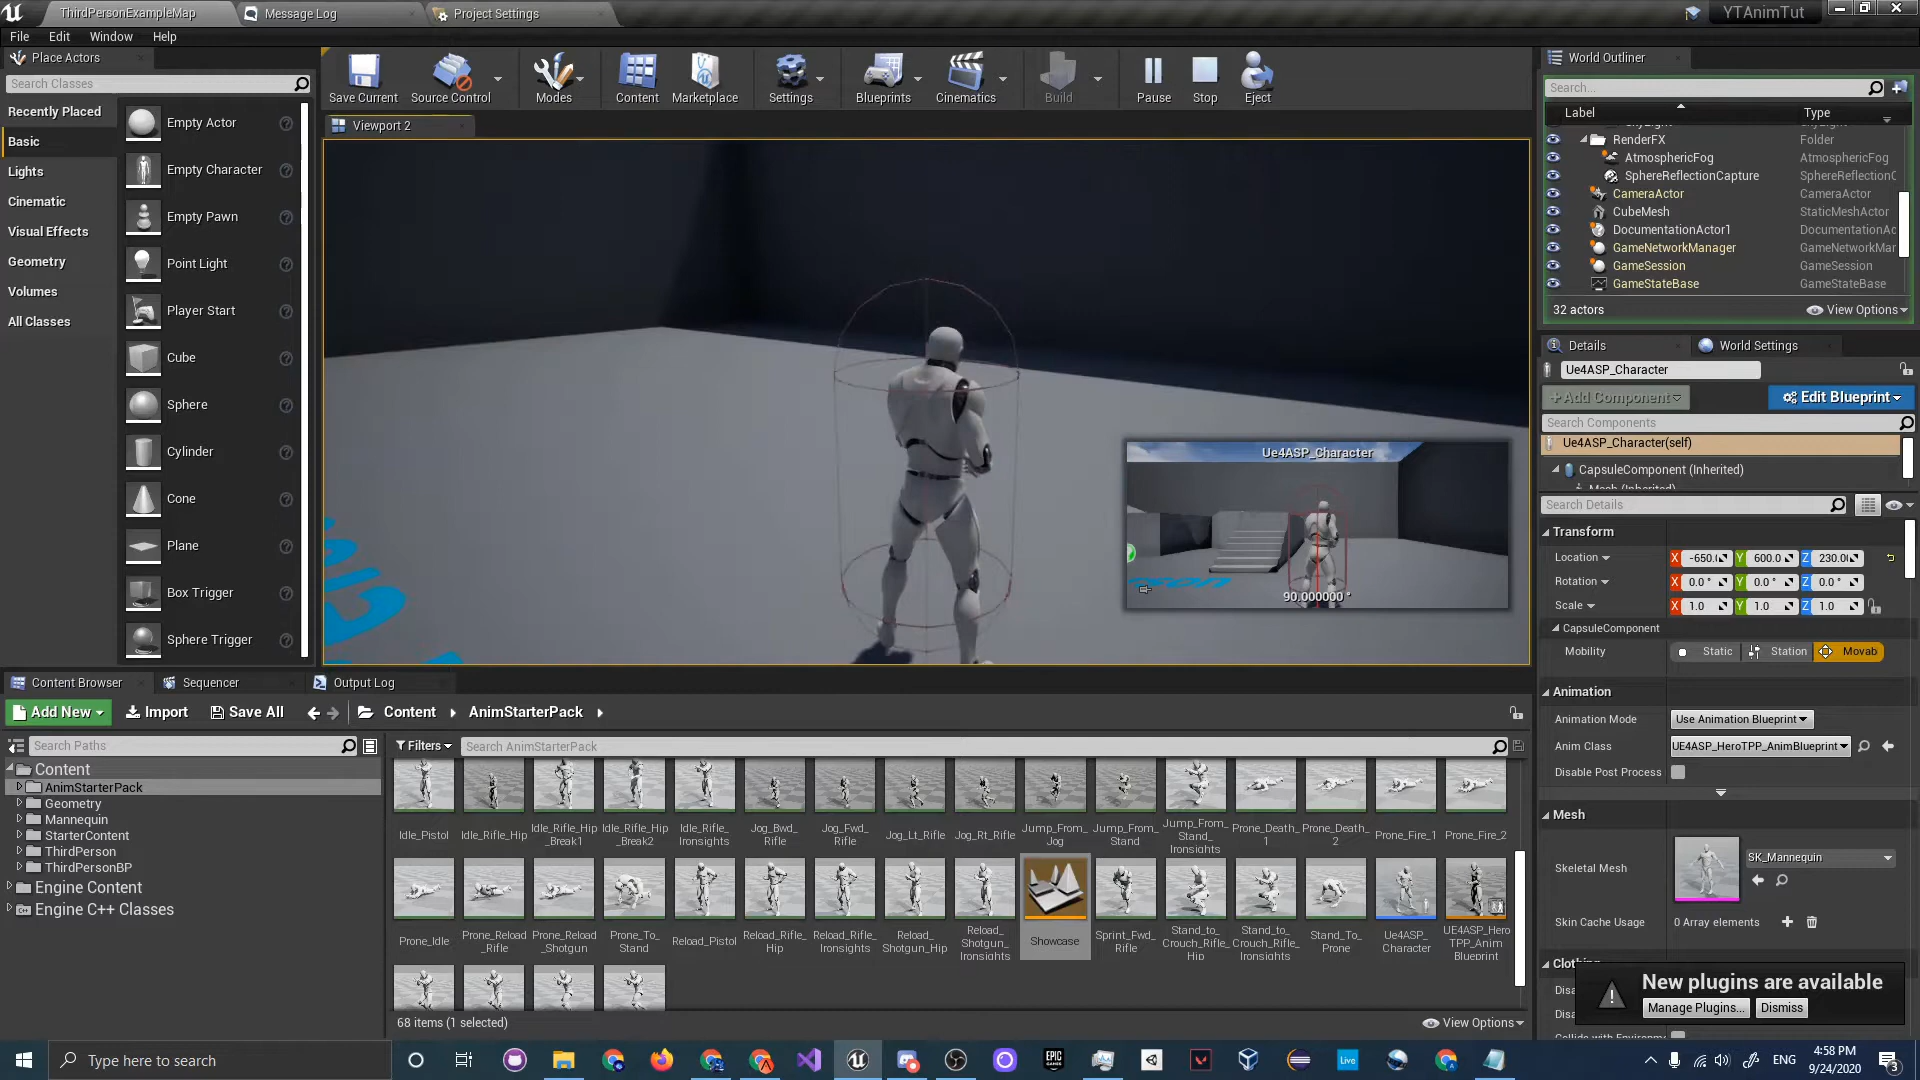 ThirdPersonExampleMap
Message Log
Project Settings
YTAnimTut
File
Edit
Window
Help
Place Actors
Search Classes
Recently Placed
Basic
Lights
Cinematic
Visual Effects
Geometry
Volumes
All Classes
Empty Actor
Empty Character
Empty Pawn
Point Light
Player Start
Cube
Sphere
Cylinder
Cone
Plane
Box Trigger
Sphere Trigger
Save Current
Source Control
Modes
Content
Marketplace
Settings
Blueprints
Cinematics
Build
Pause
Stop
Eject
Viewport 2
Ue4ASP_Character
90.000000 °
World Outliner
Search...
Label
Type
RenderFX
Folder
AtmosphericFog
AtmosphericFog
SphereReflectionCapture
SphereReflectionC
CameraActor
CameraActor
CubeMesh
StaticMeshActor
DocumentationActor1
DocumentationAc
GameNetworkManager
GameNetworkMar
GameSession
GameSession
GameStateBase
GameStateBase
32 actors
View Options
Details
World Settings
Ue4ASP_Character
+Add Component
Edit Blueprint
Search Components
Ue4ASP_Character(self)
CapsuleComponent (Inherited)
Mesh (Inherited)
Search Details
Transform
Location
X
-650.(
Y
600.0
Z
230.0(
Rotation
X
0.0 °
Y
0.0 °
Z
0.0 °
Scale
X
1.0
Y
1.0
Z
1.0
CapsuleComponent
Mobility
Static
Station
Movab
Animation
Animation Mode
Use Animation Blueprint
Anim Class
UE4ASP_HeroTPP_AnimBlueprint
Disable Post Process
Mesh
Skeletal Mesh
SK_Mannequin
Skin Cache Usage
0 Array elements
New plugins are available
Manage Plugins...
Dismiss
Content Browser
Sequencer
Output Log
Add New
Import
Save All
Content
AnimStarterPack
Search Paths
Filters
Search AnimStarterPack
Content
AnimStarterPack
Geometry
Mannequin
StarterContent
ThirdPerson
ThirdPersonBP
Engine Content
Engine C++ Classes
Idle_Pistol
Idle_Rifle_Hip
Idle_Rifle_Hip
_Break1
Idle_Rifle_Hip
_Break2
Idle_Rifle_
Ironsights
Jog_Bwd_
Rifle
Jog_Fwd_
Rifle
Jog_Lt_Rifle
Jog_Rt_Rifle
Jump_From_
Jog
Jump_From_
Stand
Jump_From_
Stand_
Ironsights
Prone_Death_
1
Prone_Death_
2
Prone_Fire_1
Prone_Fire_2
Prone_Idle
Prone_Reload
_Rifle
Prone_Reload
_Shotgun
Prone_To_
Stand
Reload_Pistol
Reload_Rifle_
Hip
Reload_Rifle_
Ironsights
Reload_
Shotgun_Hip
Reload_
Shotgun_
Ironsights
Showcase
Sprint_Fwd_
Rifle
Stand_to_
Crouch_Rifle_
Hip
Stand_to_
Crouch_Rifle_
Ironsights
Stand_To_
Prone
Ue4ASP_
Character
UE4ASP_Hero
TPP_Anim
Blueprint
68 items (1 selected)
View Options
Type here to search
EPIC
GAMES
Live
ENG
4:58 PM
9/24/2020
3